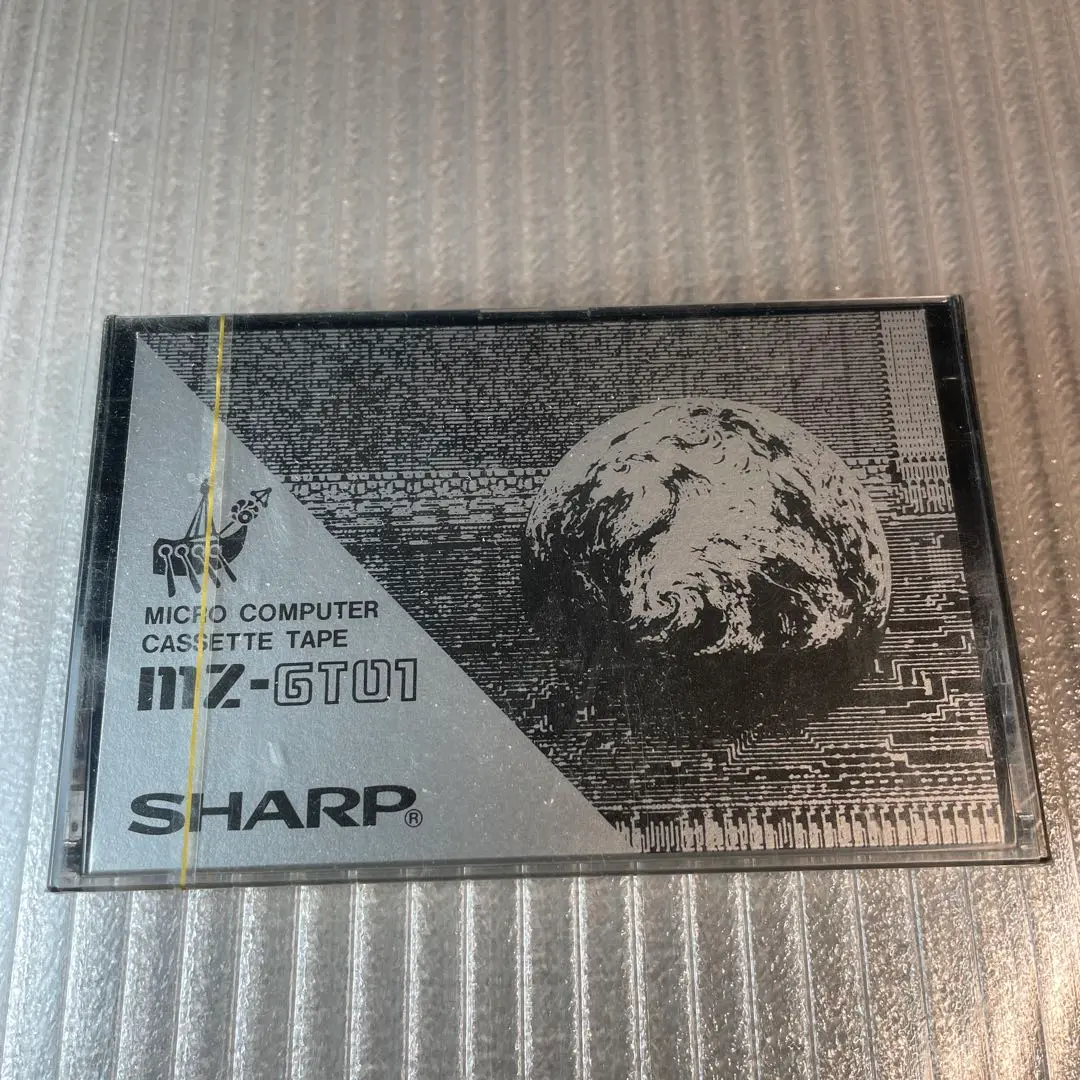 MICRO COMPUTER
CASSETTE TAPE
MZ-GT01
SHARP®